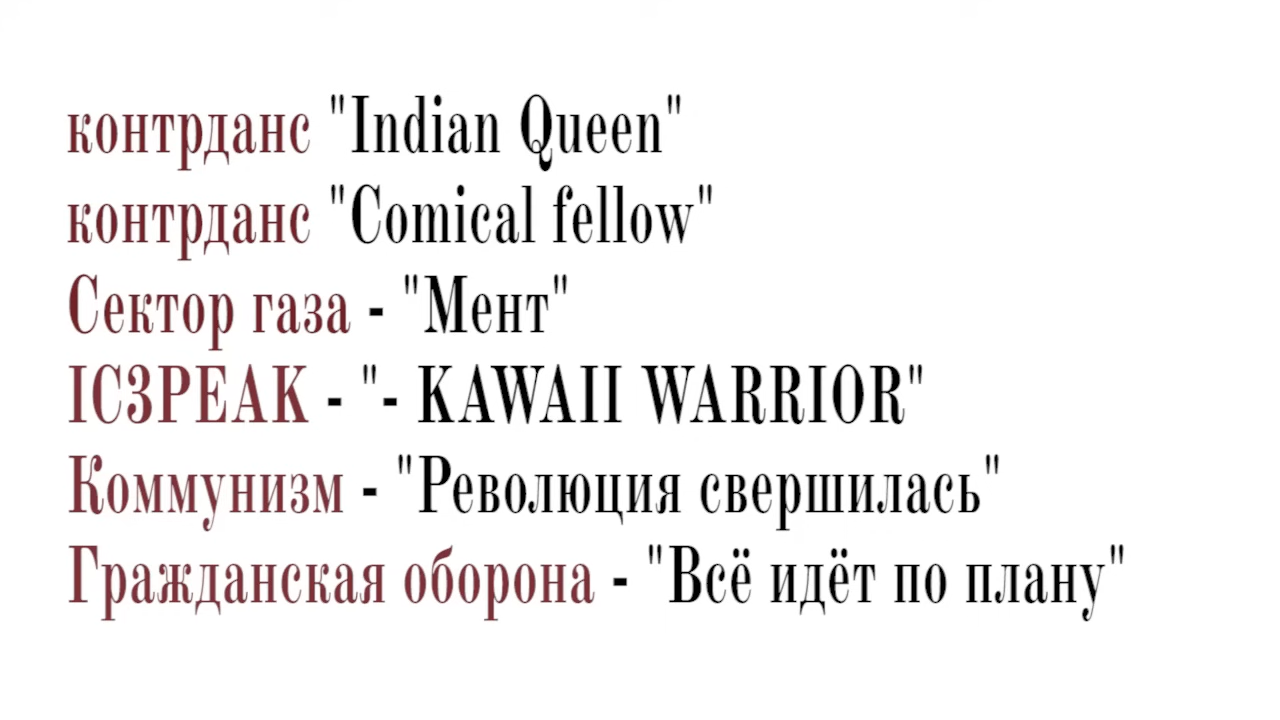 контрданс "Indian Queen"
контрданс "Comical fellow"
Сектор газа - "Мент"
IC3PEAK - "- KAWAII WARRIOR"
Коммунизм - "Революция свершилась"
Гражданская оборона - "Всё идёт по плану"